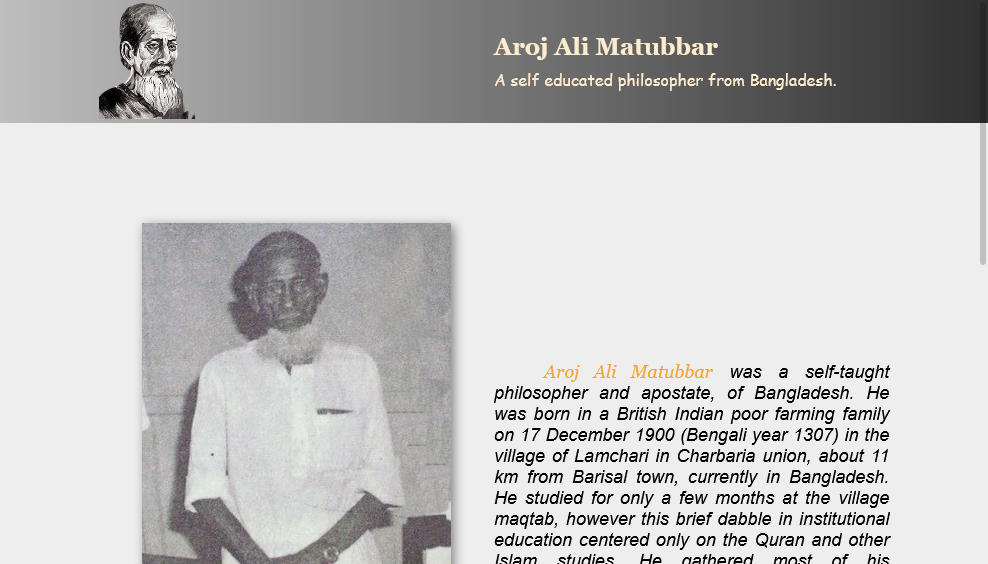 Aroj Ali Matubbar
A self educated philosopher from Bangladesh.
Aroj Ali Matubbar was a self-taught
philosopher and apostate, of Bangladesh. He
was born in a British Indian poor farming family
on 17 December 1900 (Bengali year 1307) in the
village of Lamchari in Charbaria union, about 11
km from Barisal town, currently in Bangladesh.
He studied for only a few months at the village
maqtab, however this brief dabble in institutional
education centered only on the Quran and other
Islam studies. He gathered most of his